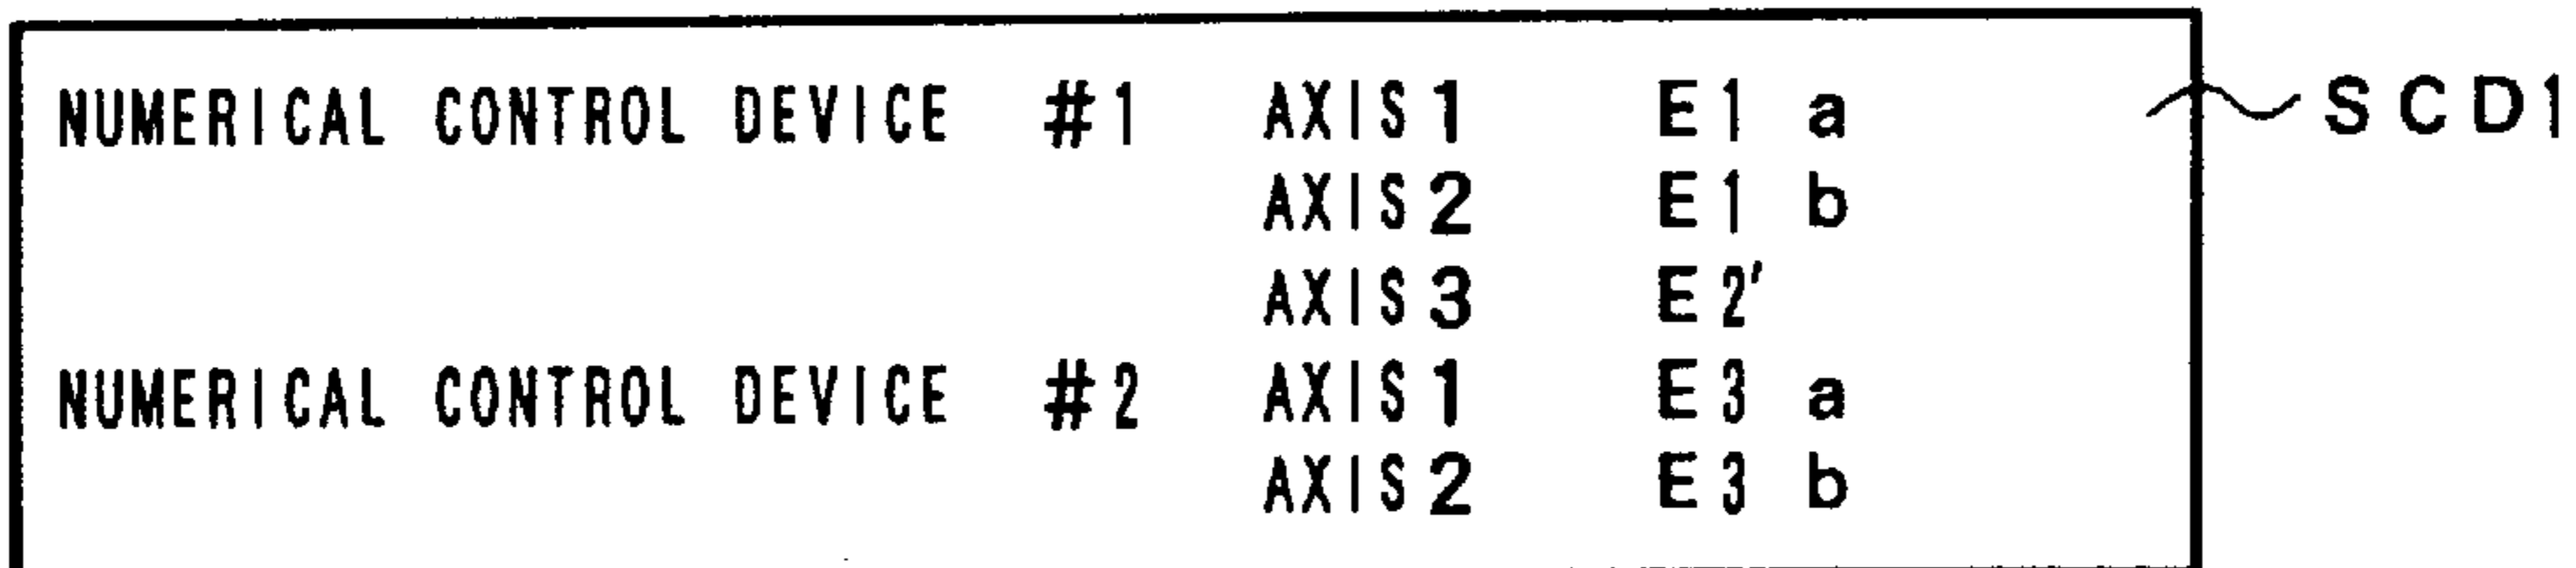 NUMERICAL CONTROL DEVICE #1 AXIS1 E1 a SCD1
AXIS2 E1 b
AXIS3 E2'
NUMERICAL CONTROL DEVICE #2 AXIS1 E3 a
AXIS2 E3 b